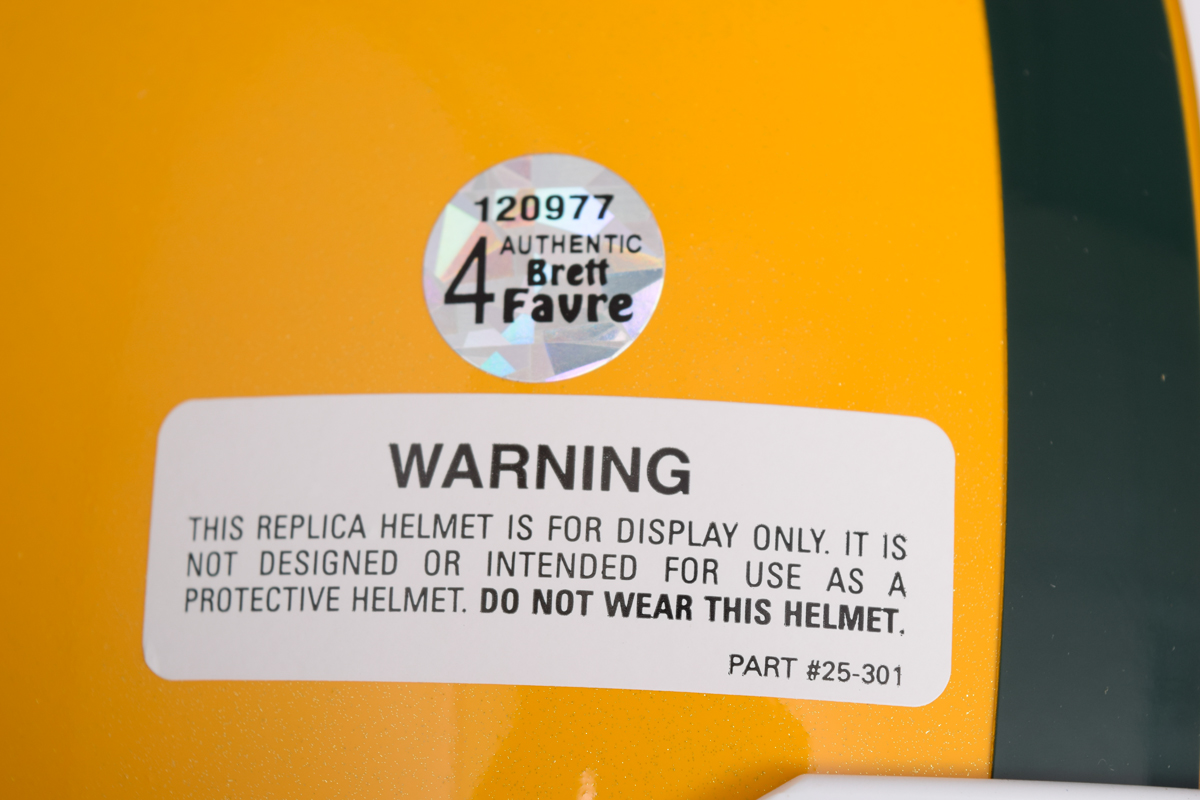 120977
4 AUTHENTIC
Brett
Favre
WARNING
THIS REPLICA HELMET IS FOR DISPLAY ONLY. IT IS
NOT DESIGNED OR INTENDED FOR USE AS A
PROTECTIVE HELMET. DO NOT WEAR THIS HELMET.
PART #25-301